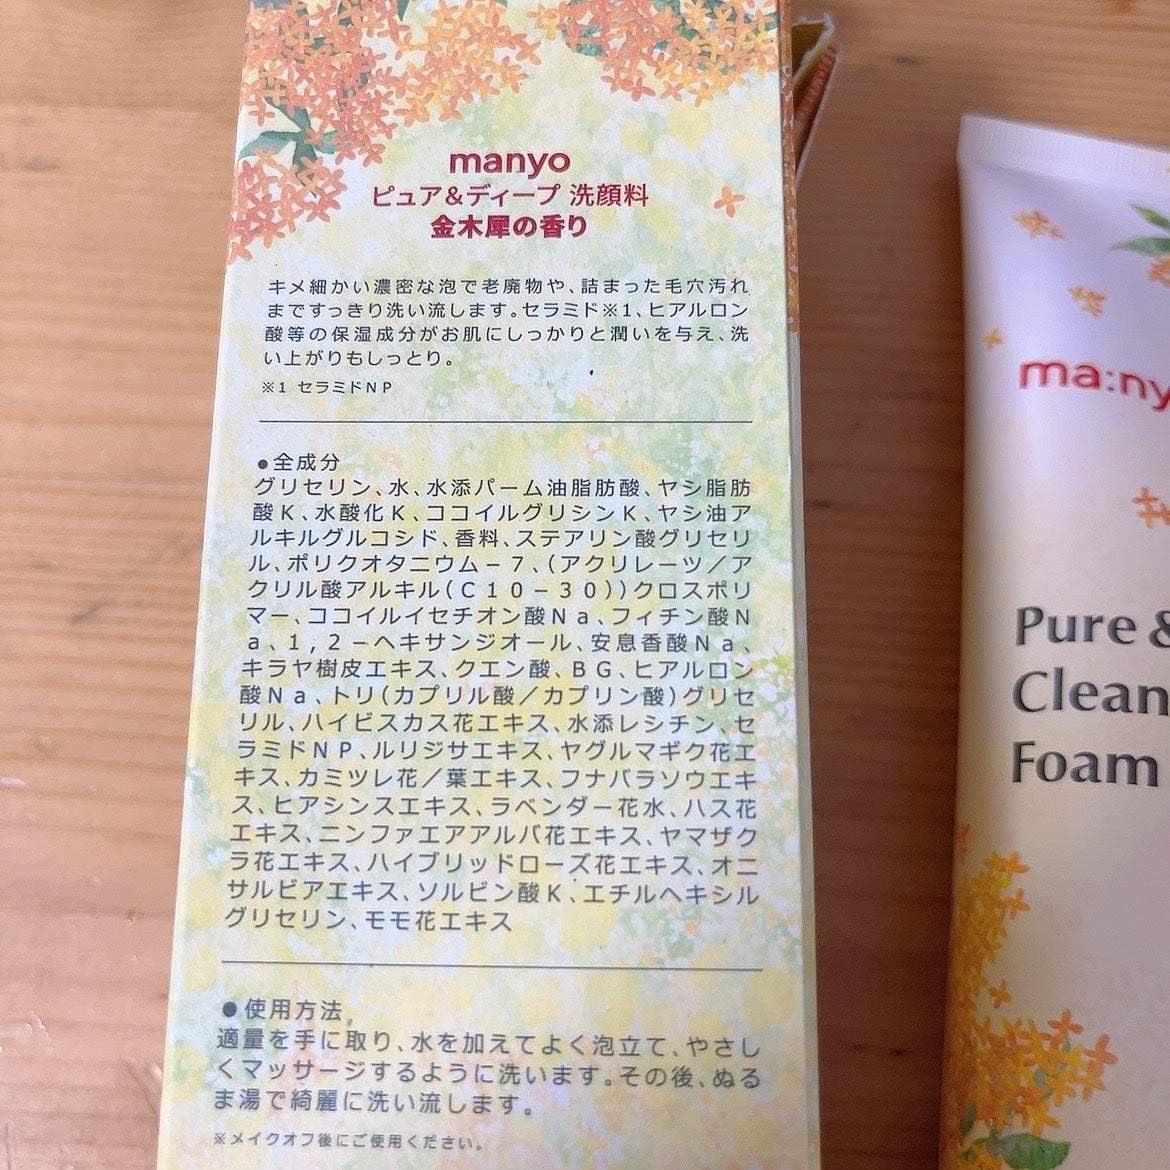 manyo
ピュア&ディープ 洗顔料
金木犀の香り
キメ細かい濃密な泡で老廃物や、詰まった毛穴汚れ
まですっきり洗い流します。セラミド※1、ヒアルロン
酸等の保湿成分がお肌にしっかりと潤いを与え、洗
い上がりもしっとり。
※1 セラミドNP
●全成分
グリセリン、水、水添パーム油脂肪酸、ヤシ脂肪
酸K、水酸化K、ココイルグリシンK、ヤシ油ア
ルキルグルコシド、香料、ステアリン酸グリセリ
ル、ポリクオタニウム−7、(アクリレーツ/ア
クリル酸アルキル(C10−30))クロスポリ
マー、ココイルイセチオン酸Na、フィチン酸N
a、1,2−ヘキサンジオール、安息香酸Na、
キラヤ樹皮エキス、クエン酸、BG、ヒアルロン
酸Na、トリ(カプリル酸/カプリン酸)グリセ
リル、ハイビスカス花エキス、水添レシチン、セ
ラミドNP、ルリジサエキス、ヤグルマギク花エ
キス、カミツレ花/葉エキス、フナバラソウエキ
ス、ヒアシンスエキス、ラベンダー花水、ハス花
エキス、ニンファエアアルバ花エキス、ヤマザク
ラ花エキス、ハイブリッドローズ花エキス、オニ
サルビアエキス、ソルビン酸K、エチルヘキシル
グリセリン、モモ花エキス
●使用方法
適量を手に取り、水を加えてよく泡立て、やさし
くマッサージするように洗います。その後、ぬる
ま湯で綺麗に洗い流します。
※メイクオフ後にご使用ください。
ma:ny
Pure &
Clean
Foam